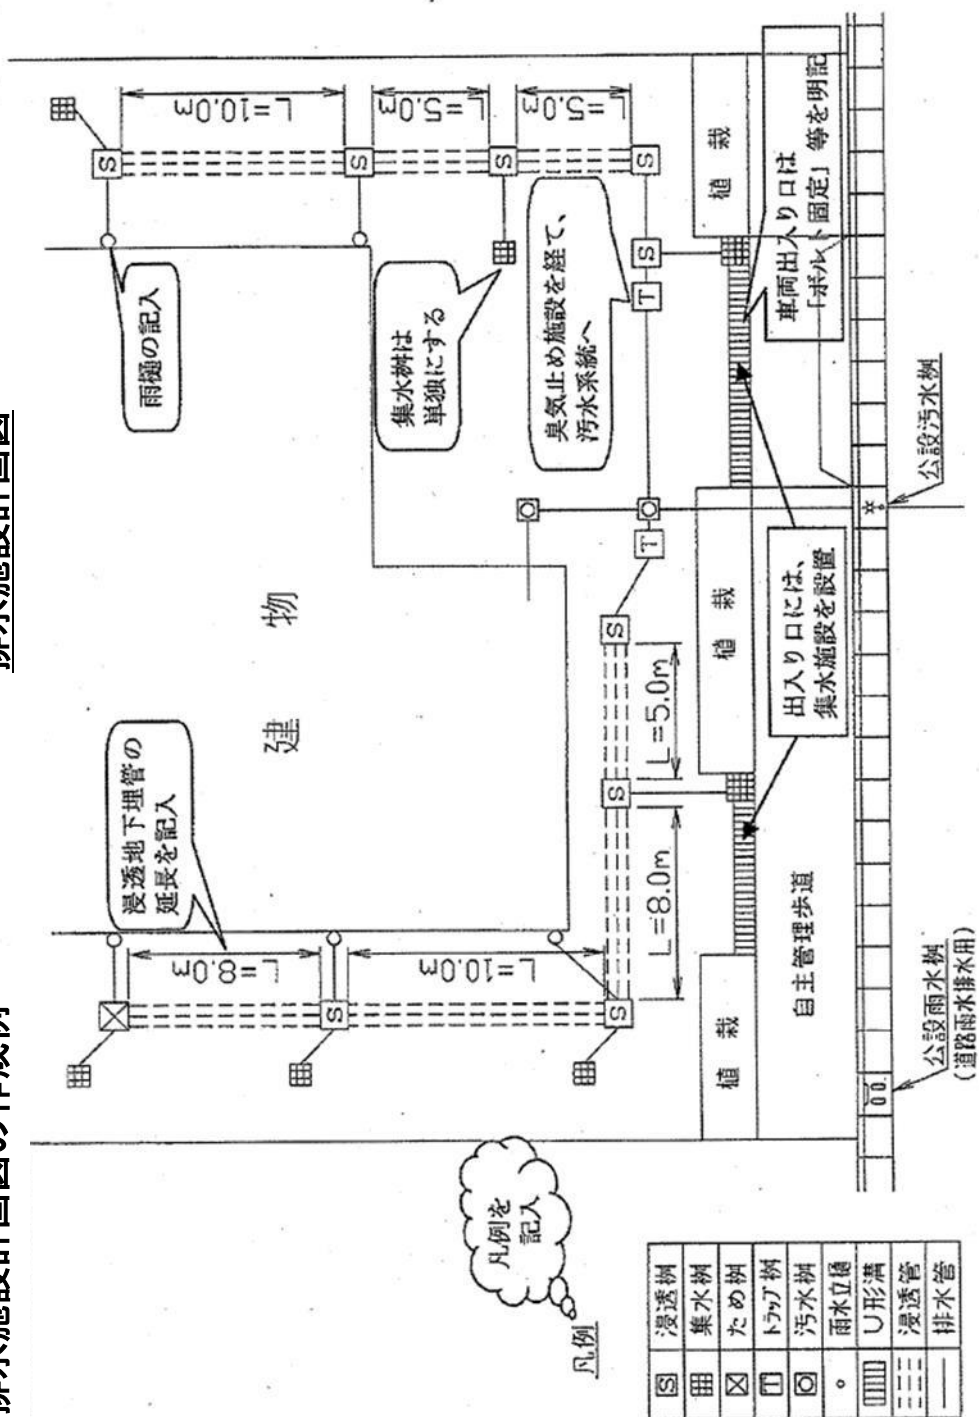 排水施設計画図の作成例
排水施設計画図
浸透地下埋管の
延長を記入
雨樋の記入
集水桝は
単独にする
臭気止め施設を経て、
汚水系統へ
建物
L=8.0m
L=10.0m
L=8.0m
L=5.0m
L=10.0m
L=5.0m
L=5.0m
S
S
S
S
S
S
S
S
S
T
T
植栽
植栽
植栽
車両出入り口は
「ボルト固定」等を明記
出入り口には、
集水施設を設置
自主管理歩道
公設雨水桝
(道路雨水排水用)
公設汚水桝
凡例を
記入
凡例
S 浸透桝
集水桝
ため桝
T トラップ桝
汚水桝
雨水立樋
U形溝
浸透管
排水管